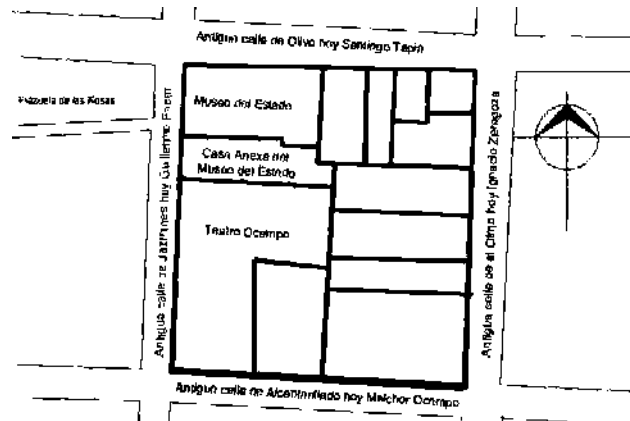 Antigua calle de Olivo hoy Santiago Tapia
Museo del Estado
Plazuela de las Rosas
Casa Anexa del
Museo del Estado
Teatro Ocampo
Antigua calle de Jazmines hoy Guillermo Prieto
Antigua calle de el Olmo hoy Ignacio Zaragoza
Antigua calle de Alcantarillado hoy Melchor Ocampo